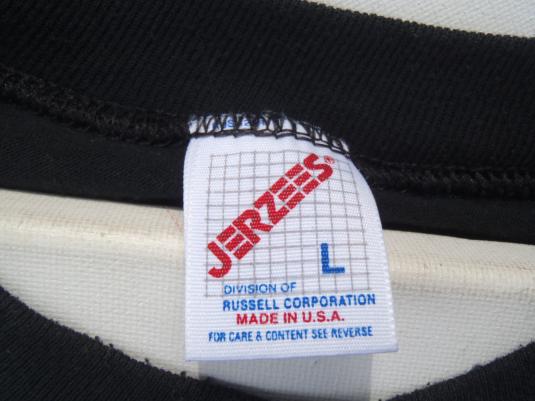 JERZEES®
L
DIVISION OF
RUSSELL CORPORATION
MADE IN U.S.A.
FOR CARE & CONTENT SEE REVERSE